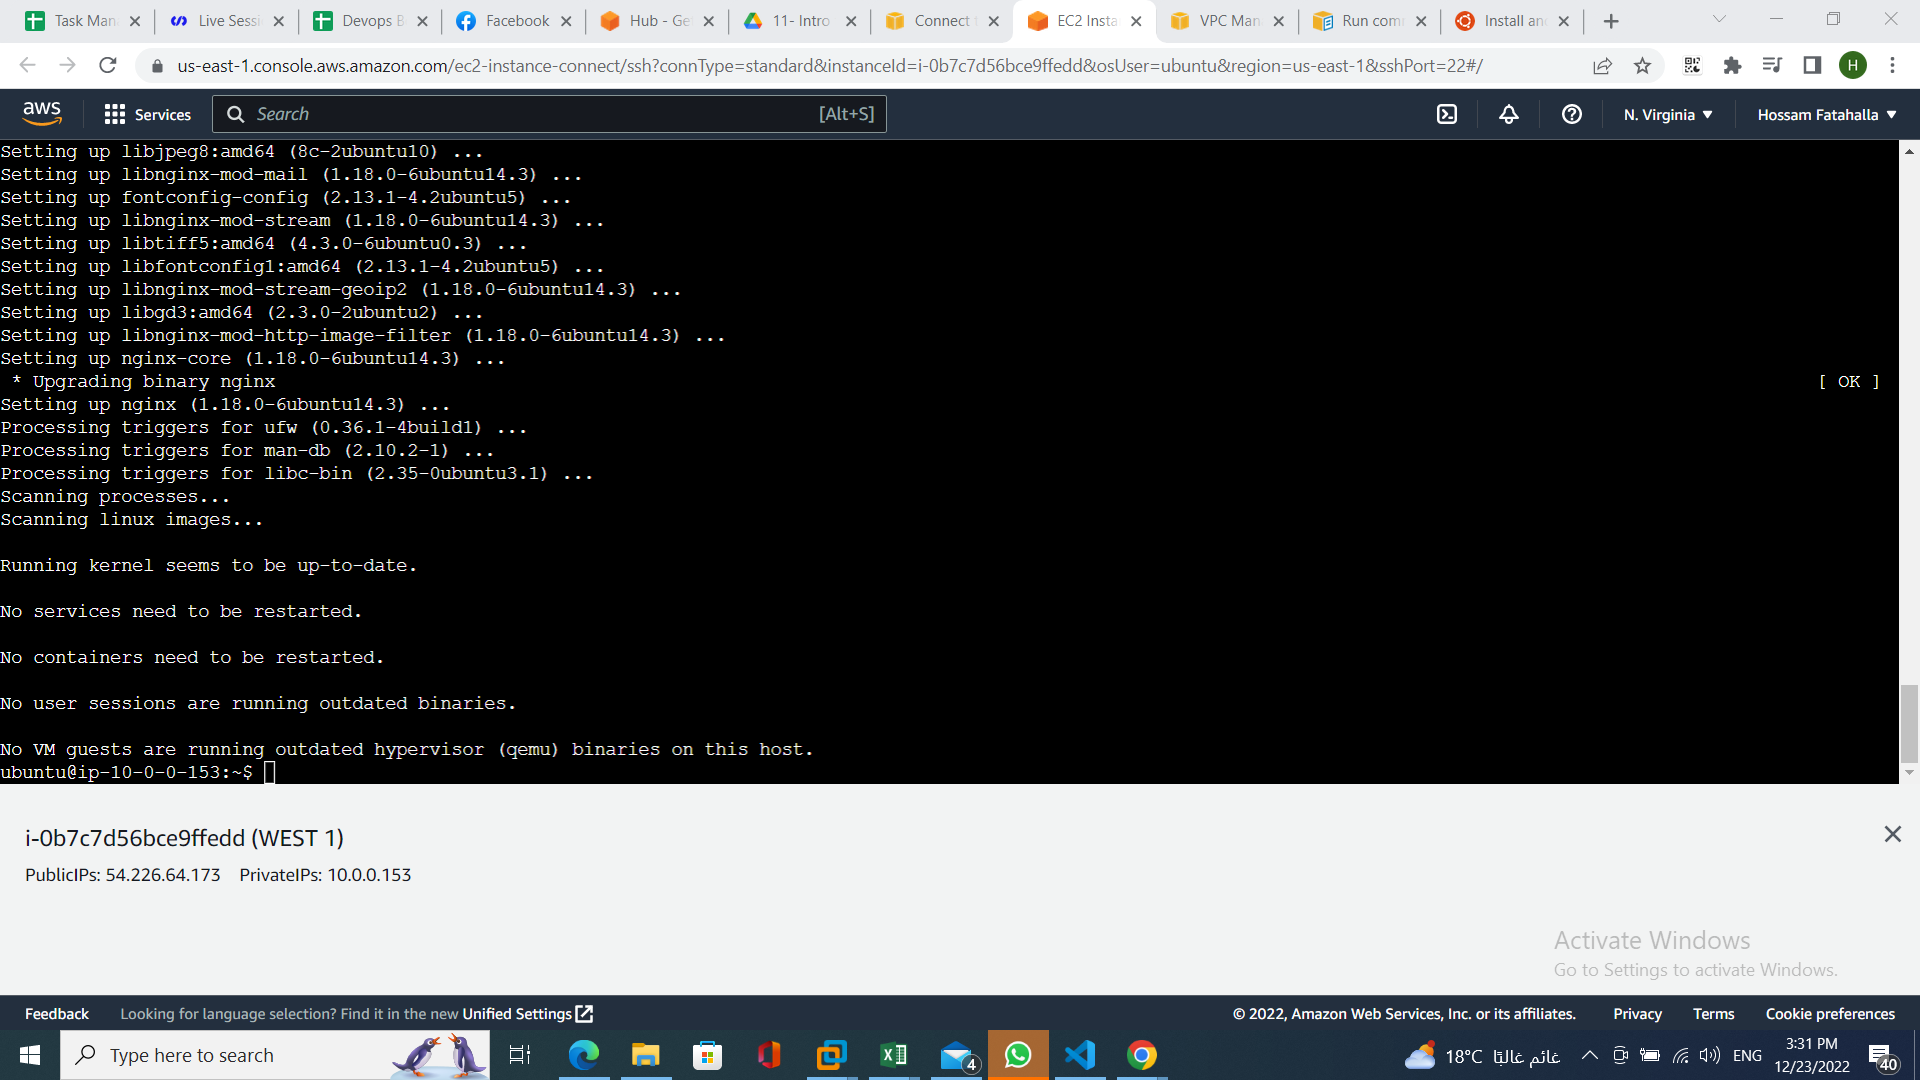 Task Man
Live Sessi
Devops B
Facebook
Hub - Ge
11- Intro
Connect t
EC2 Insta
VPC Man
Run com
Install an
us-east-1.console.aws.amazon.com/ec2-instance-connect/ssh?connType=standard&instanceId=i-0b7c7d56bce9ffedd&osUser=ubuntu&region=us-east-1&sshPort=22#/
H
aws
Services
Search
[Alt+S]
N. Virginia
Hossam Fatahalla
Setting up libjpeg8:amd64 (8c-2ubuntu10) ...
Setting up libnginx-mod-mail (1.18.0-6ubuntu14.3) ...
Setting up fontconfig-config (2.13.1-4.2ubuntu5) ...
Setting up libnginx-mod-stream (1.18.0-6ubuntu14.3) ...
Setting up libtiff5:amd64 (4.3.0-6ubuntu0.3) ...
Setting up libfontconfig1:amd64 (2.13.1-4.2ubuntu5) ...
Setting up libnginx-mod-stream-geoip2 (1.18.0-6ubuntu14.3) ...
Setting up libgd3:amd64 (2.3.0-2ubuntu2) ...
Setting up libnginx-mod-http-image-filter (1.18.0-6ubuntu14.3) ...
Setting up nginx-core (1.18.0-6ubuntu14.3) ...
* Upgrading binary nginx [ OK ]
Setting up nginx (1.18.0-6ubuntu14.3) ...
Processing triggers for ufw (0.36.1-4build1) ...
Processing triggers for man-db (2.10.2-1) ...
Processing triggers for libc-bin (2.35-0ubuntu3.1) ...
Scanning processes...
Scanning linux images...
Running kernel seems to be up-to-date.
No services need to be restarted.
No containers need to be restarted.
No user sessions are running outdated binaries.
No VM guests are running outdated hypervisor (qemu) binaries on this host.
ubuntu@ip-10-0-0-153:~$
i-0b7c7d56bce9ffedd (WEST 1)
PublicIPs: 54.226.64.173 PrivateIPs: 10.0.0.153
Activate Windows
Go to Settings to activate Windows.
Feedback
Looking for language selection? Find it in the new Unified Settings
© 2022, Amazon Web Services, Inc. or its affiliates.
Privacy
Terms
Cookie preferences
Type here to search
4
18°C غائم غالبًا
ENG
3:31 PM
12/23/2022
40